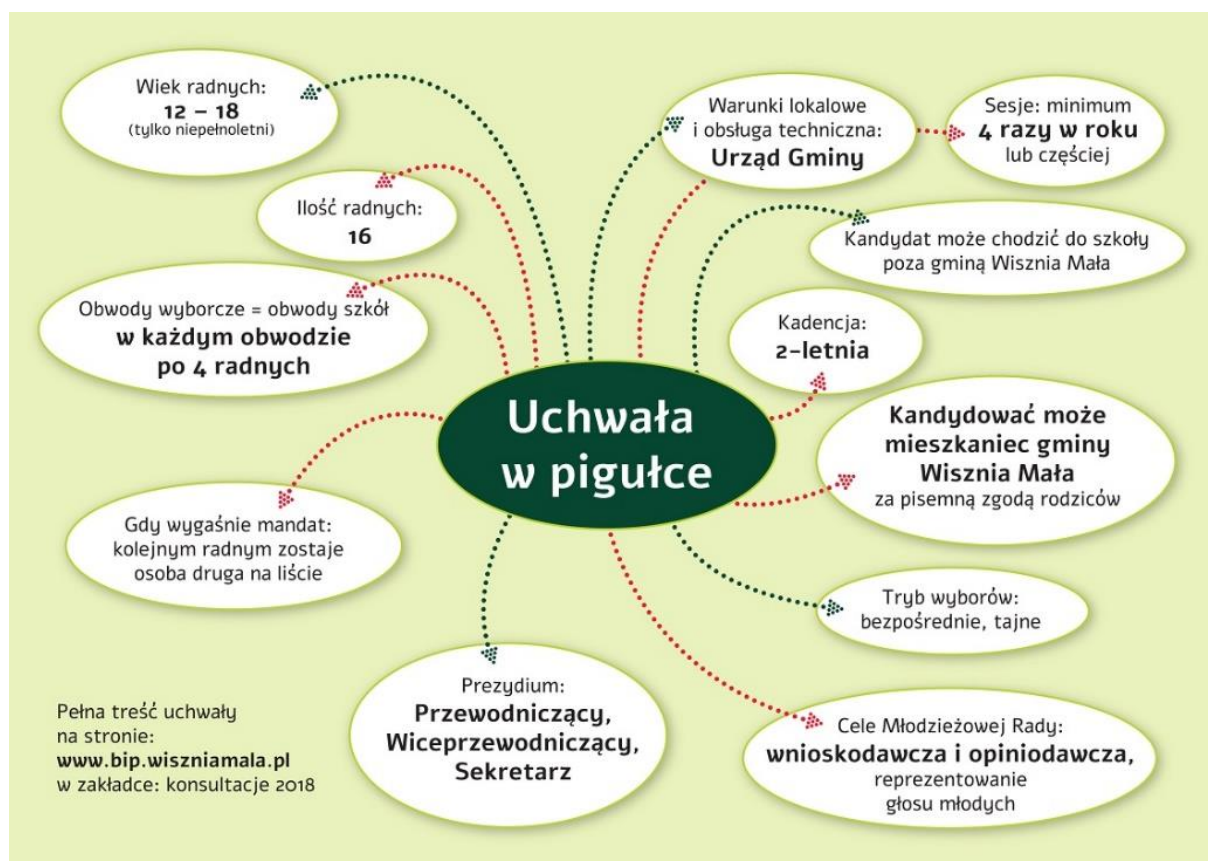 Wiek radnych:
12 – 18
(tylko niepełnoletni)
Ilość radnych:
16
Obwody wyborcze = obwody szkół
w każdym obwodzie
po 4 radnych
Gdy wygaśnie mandat:
kolejnym radnym zostaje
osoba druga na liście
Warunki lokalowe
i obsługa techniczna:
Urząd Gminy
Sesje: minimum
4 razy w roku
lub częściej
Kandydat może chodzić do szkoły
poza gminą Wisznia Mała
Kadencja:
2-letnia
Uchwała
w pigułce
Kandydować może
mieszkaniec gminy
Wisznia Mała
za pisemną zgodą rodziców
Tryb wyborów:
bezpośrednie, tajne
Prezydium:
Przewodniczący,
Wiceprzewodniczący,
Sekretarz
Cele Młodzieżowej Rady:
wnioskodawcza i opiniodawcza,
reprezentowanie
głosu młodych
Pełna treść uchwały
na stronie:
www.bip.wiszniamala.pl
w zakładce: konsultacje 2018